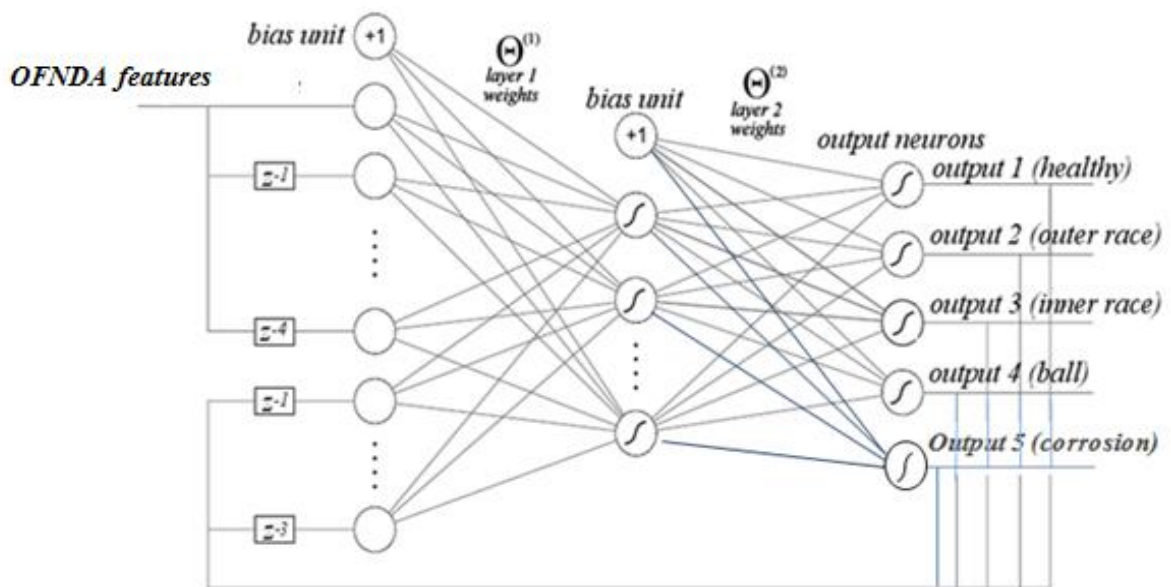 bias unit
+1
OFNDA features
Θ(1)
layer 1
weights
bias unit
+1
Θ(2)
layer 2
weights
output neurons
output 1 (healthy)
z-1
output 2 (outer race)
output 3 (inner race)
z-4
output 4 (ball)
z-1
Output 5 (corrosion)
z-3